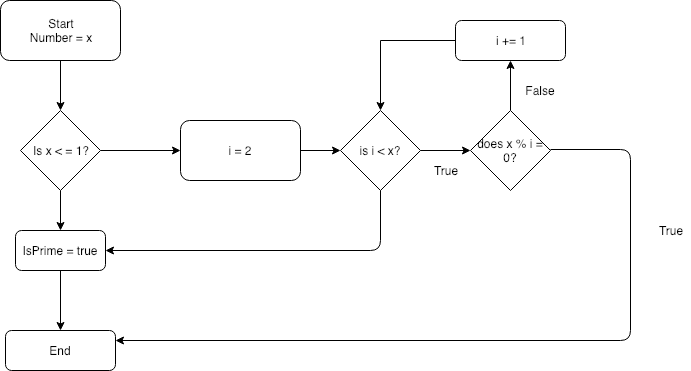 Start
Number = x
i += 1
False
Is x < = 1?
i = 2
is i < x?
True
does x % i =
0?
True
IsPrime = true
End